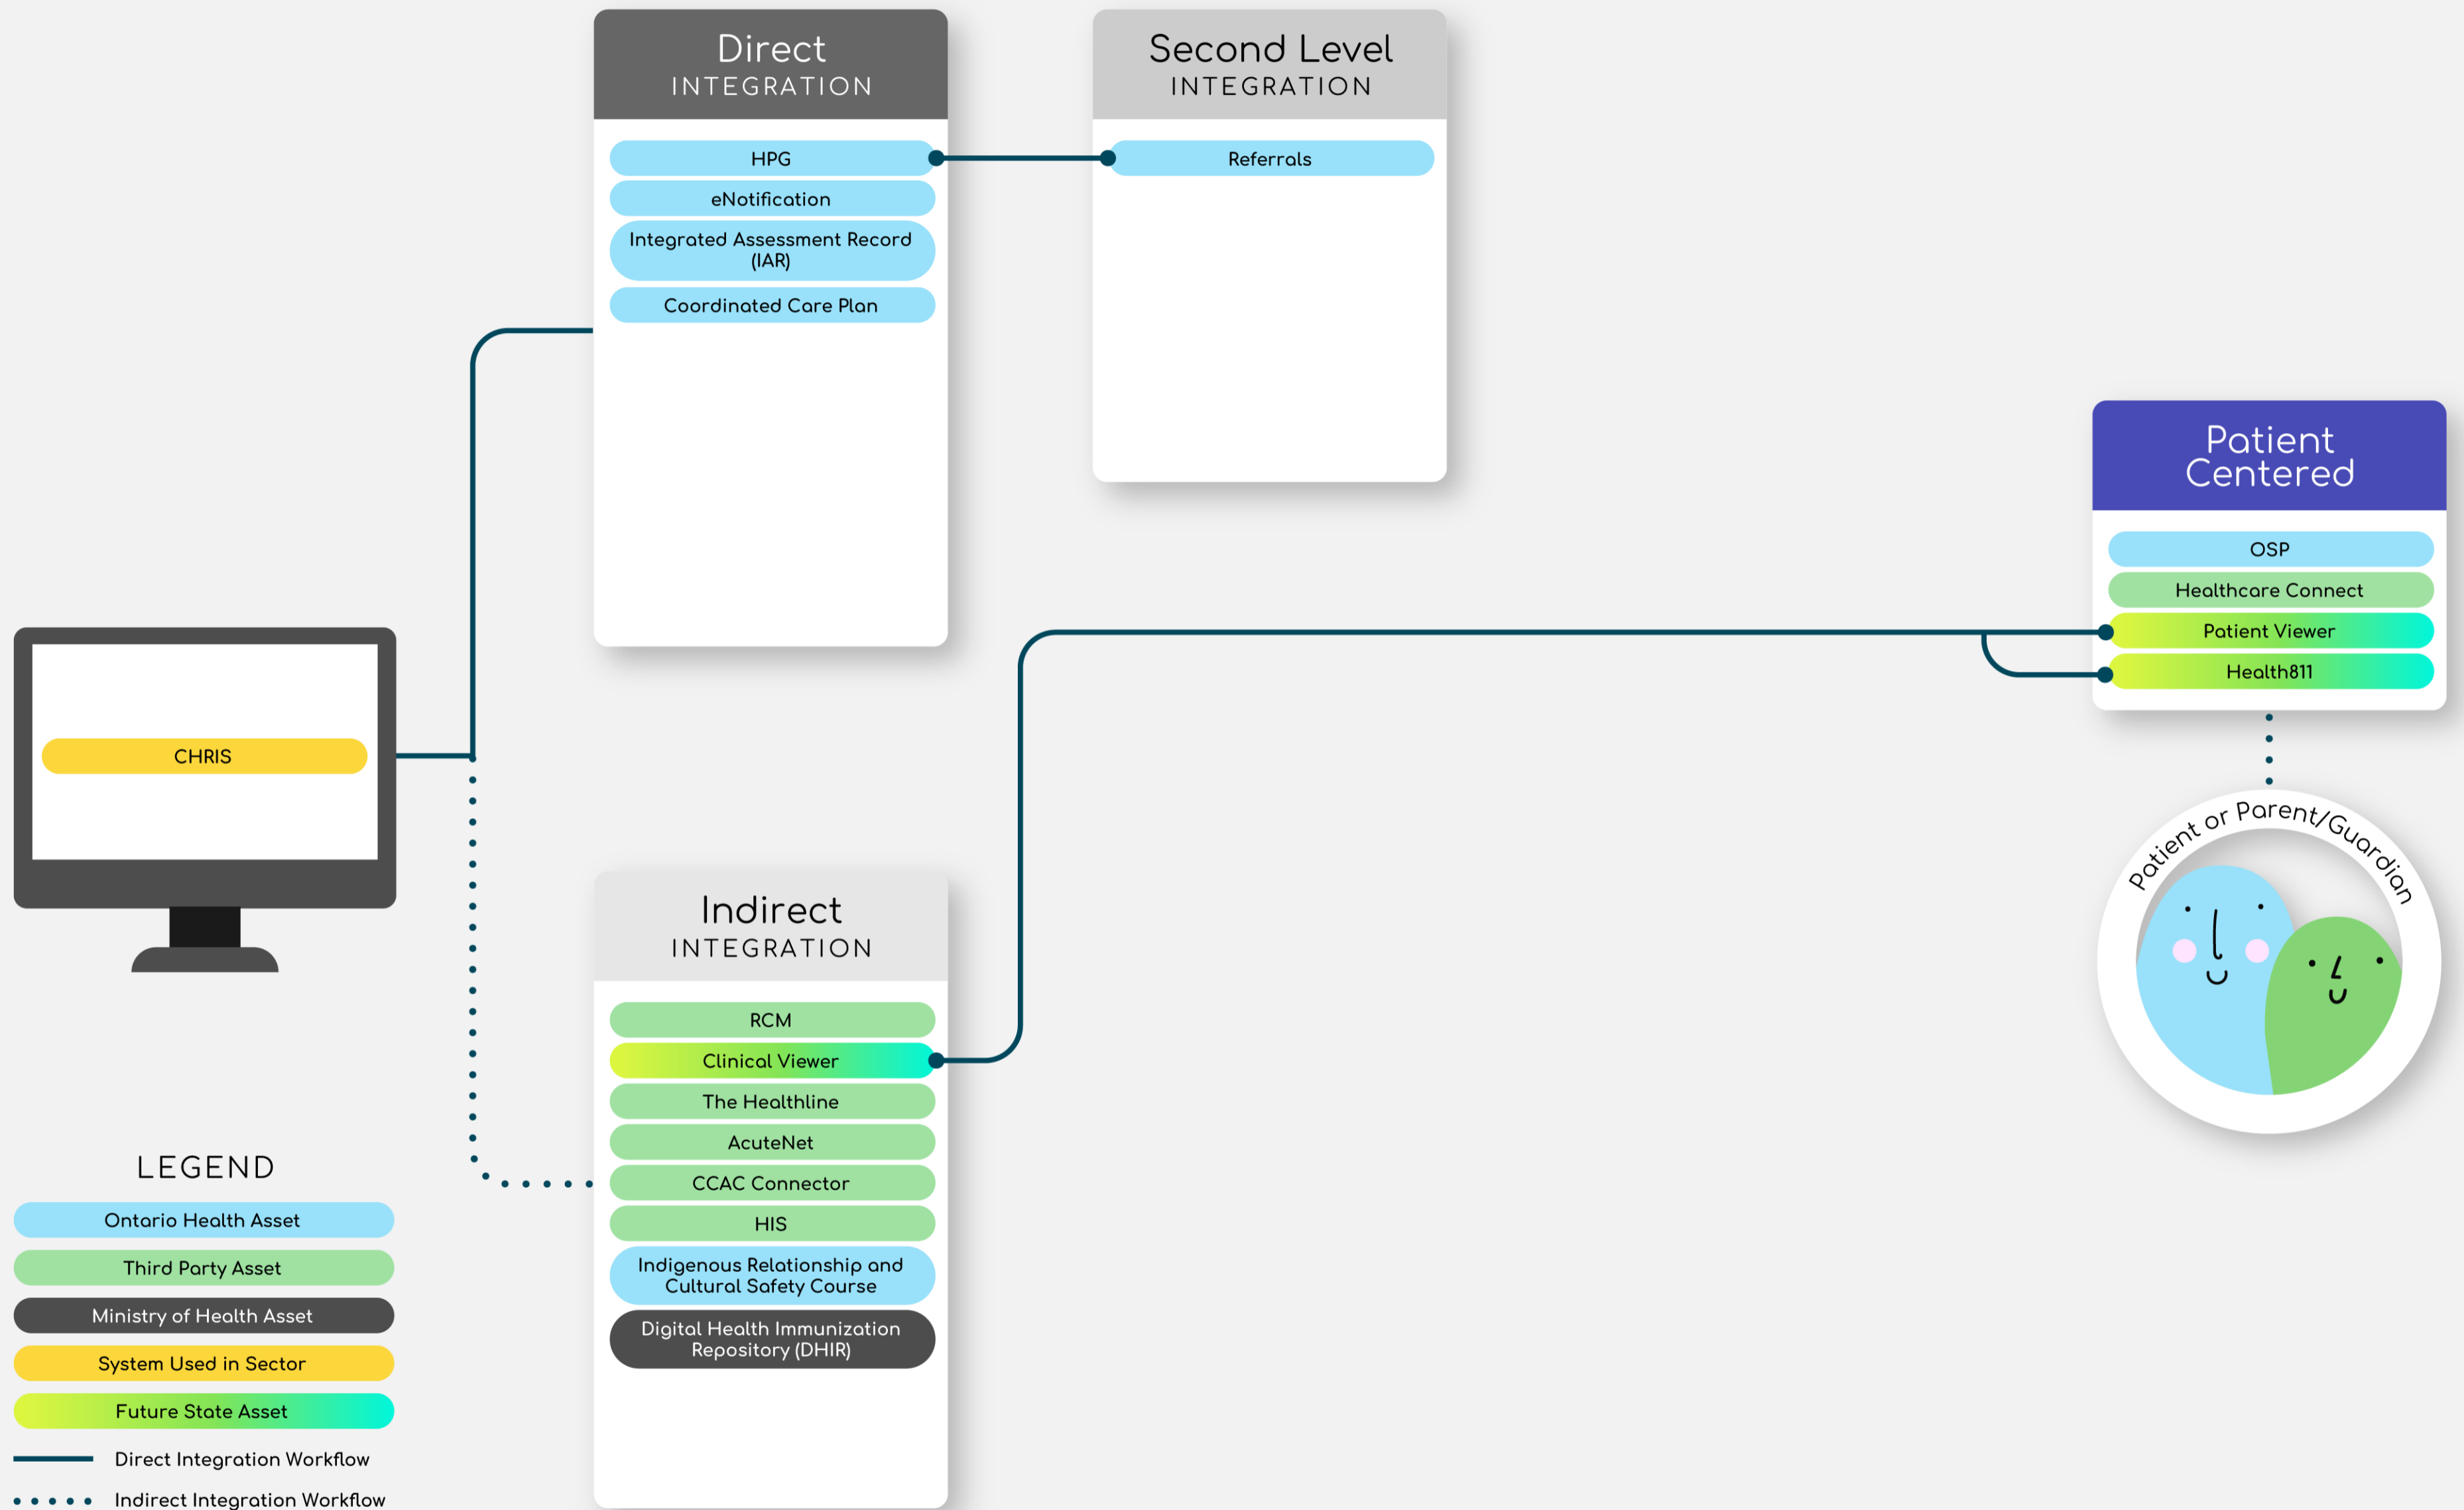 Direct
INTEGRATION
HPG
eNotification
Integrated Assessment Record
(IAR)
Coordinated Care Plan
Second Level
INTEGRATION
Referrals
Patient
Centered
OSP
Healthcare Connect
Patient Viewer
Health811
Patient or Parent/Guardian
CHRIS
Indirect
INTEGRATION
RCM
Clinical Viewer
The Healthline
AcuteNet
CCAC Connector
HIS
Indigenous Relationship and
Cultural Safety Course
Digital Health Immunization
Repository (DHIR)
LEGEND
Ontario Health Asset
Third Party Asset
Ministry of Health Asset
System Used in Sector
Future State Asset
Direct Integration Workflow
Indirect Integration Workflow